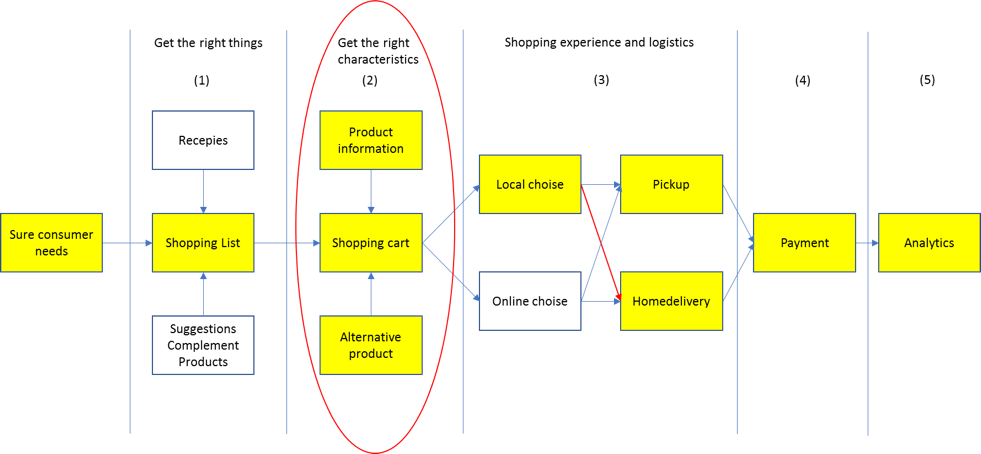 Get the right things
(1)
Get the right
characteristics
(2)
Shopping experience and logistics
(3)
(4)
(5)
Recepies
Product
information
Local choise
Pickup
Sure consumer
needs
Shopping List
Shopping cart
Payment
Analytics
Online choise
Homedelivery
Suggestions
Complement
Products
Alternative
product